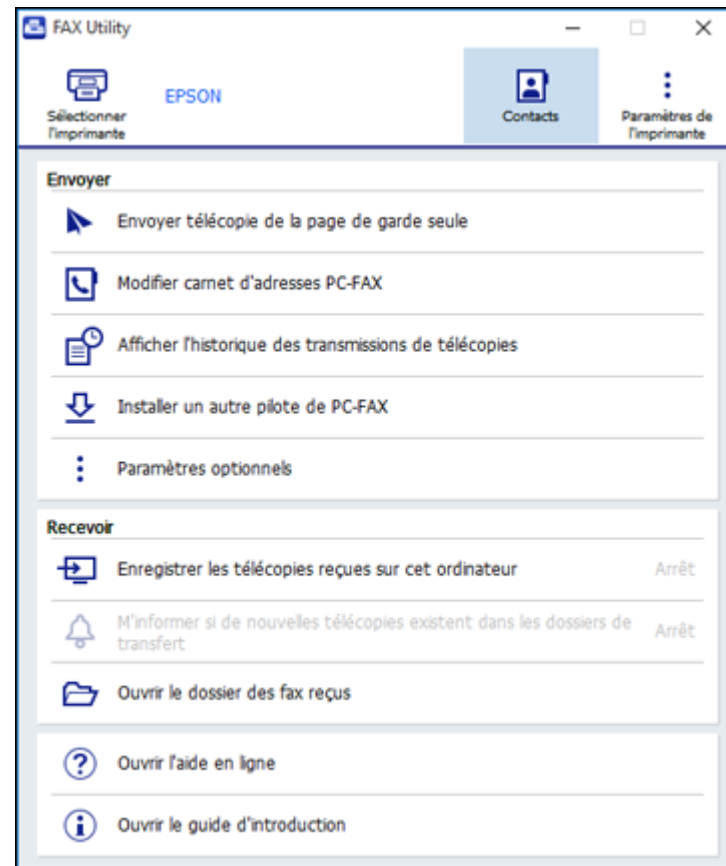 FAX Utility
EPSON
Sélectionner
l'imprimante
Contacts
Paramètres de
l'imprimante
Envoyer
Envoyer télécopie de la page de garde seule
Modifier carnet d'adresses PC-FAX
Afficher l'historique des transmissions de télécopies
Installer un autre pilote de PC-FAX
Paramètres optionnels
Recevoir
Enregistrer les télécopies reçues sur cet ordinateur Arrêt
M'informer si de nouvelles télécopies existent dans les dossiers de
transfert Arrêt
Ouvrir le dossier des fax reçus
Ouvrir l'aide en ligne
Ouvrir le guide d'introduction